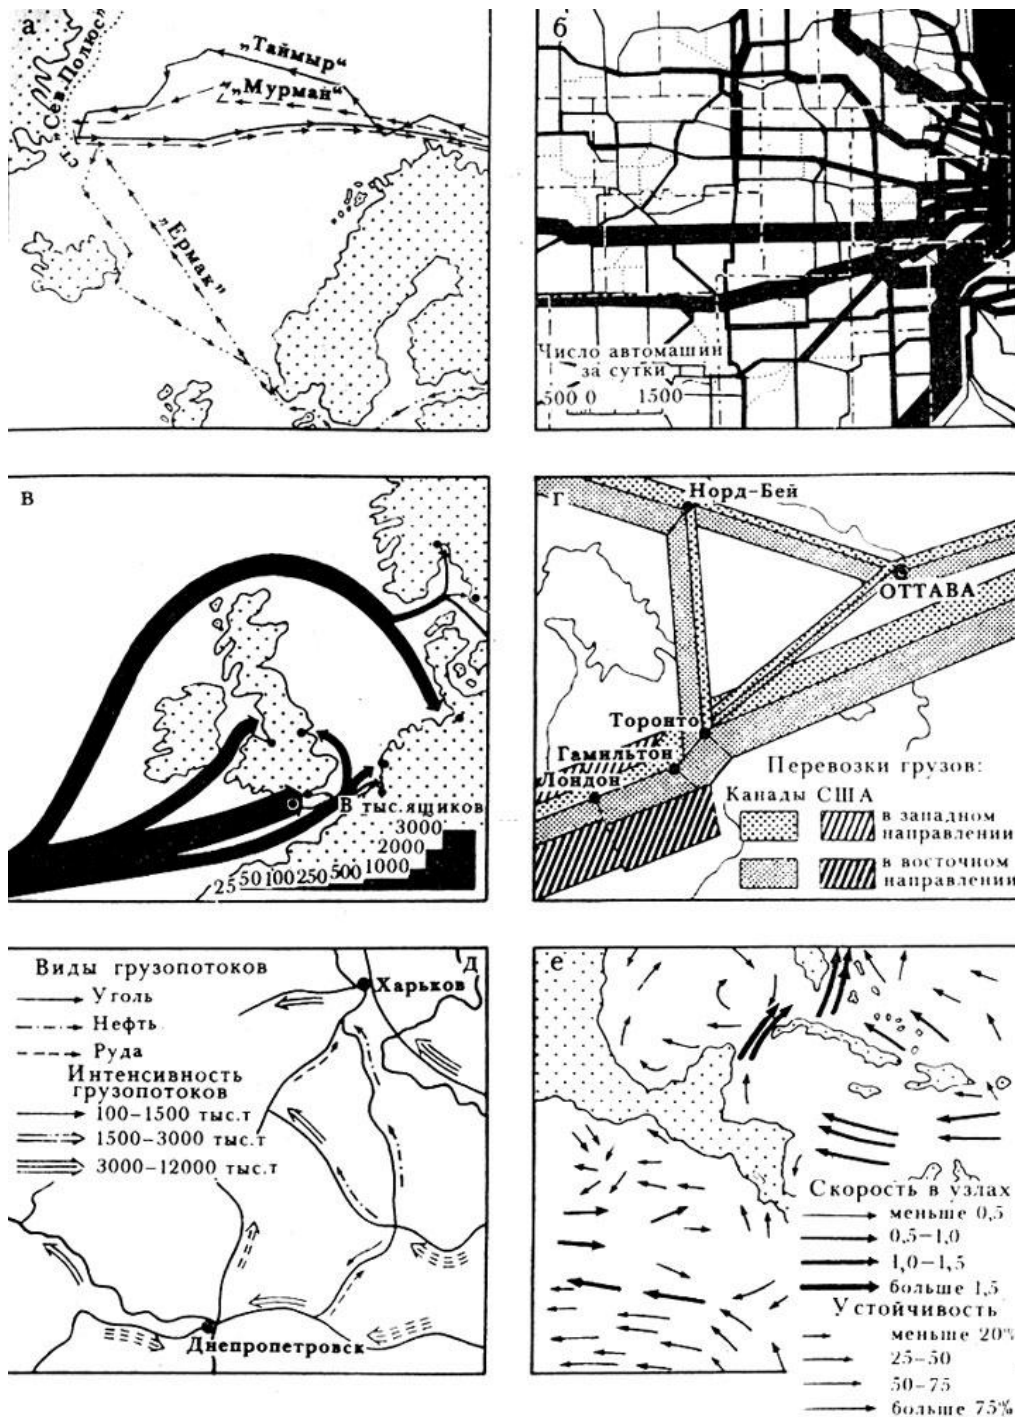 а
ст. „Сев. Полюс“
„Таймыр“
„Мурман“
„Ермак“
б
Число автомашин
за сутки
500 0 1500
в
В тыс. ящиков
3000
2000
1000
500
250
100
50
25
г
Норд-Бей
ОТТАВА
Торонто
Гамильтон
Лондон
Перевозки грузов:
Канады США
в западном
направлении
в восточном
направлении
Д
Виды грузопотоков
Уголь
Нефть
Руда
Интенсивность
грузопотоков
100–1500 тыс.т
1500–3000 тыс.т
3000–12000 тыс.т
Харьков
Днепропетровск
е
Скорость в узлах
меньше 0,5
0,5–1,0
1,0–1,5
больше 1,5
Устойчивость
меньше 20%
25–50
50–75
больше 75%